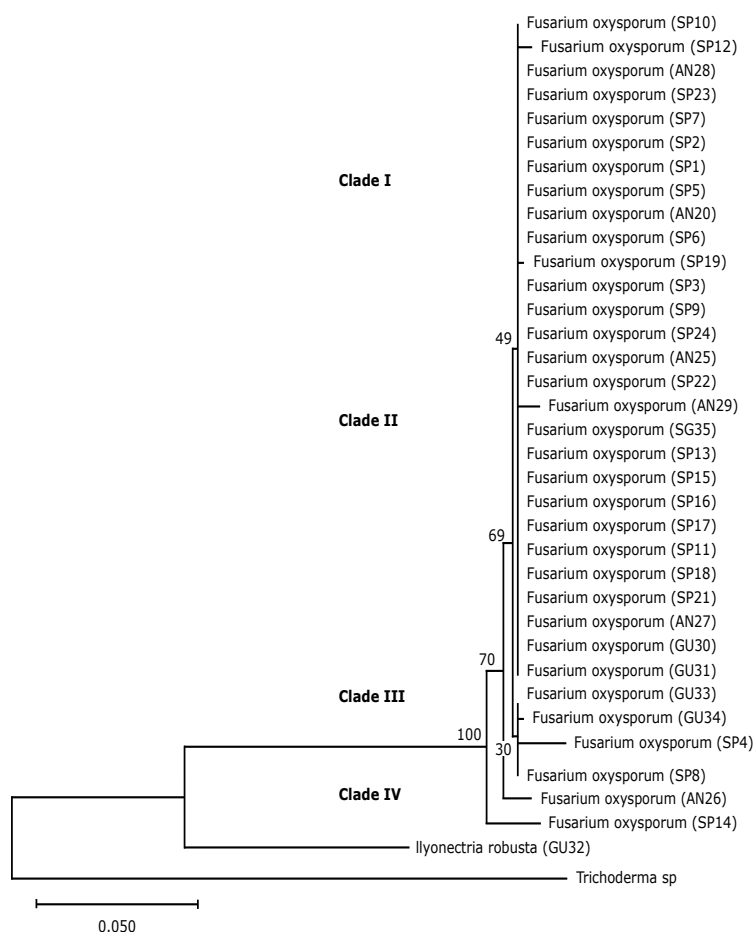 Fusarium oxysporum (SP10)
Fusarium oxysporum (SP12)
Fusarium oxysporum (AN28)
Fusarium oxysporum (SP23)
Fusarium oxysporum (SP7)
Fusarium oxysporum (SP2)
Fusarium oxysporum (SP1)
Clade I
Fusarium oxysporum (SP5)
Fusarium oxysporum (AN20)
Fusarium oxysporum (SP6)
Fusarium oxysporum (SP19)
Fusarium oxysporum (SP3)
Fusarium oxysporum (SP9)
Fusarium oxysporum (SP24)
49
Fusarium oxysporum (AN25)
Fusarium oxysporum (SP22)
Fusarium oxysporum (AN29)
Clade II
Fusarium oxysporum (SG35)
Fusarium oxysporum (SP13)
Fusarium oxysporum (SP15)
Fusarium oxysporum (SP16)
Fusarium oxysporum (SP17)
69
Fusarium oxysporum (SP11)
Fusarium oxysporum (SP18)
Fusarium oxysporum (SP21)
Fusarium oxysporum (AN27)
Fusarium oxysporum (GU30)
70
Fusarium oxysporum (GU31)
Fusarium oxysporum (GU33)
Clade III
Fusarium oxysporum (GU34)
100
Fusarium oxysporum (SP4)
30
Fusarium oxysporum (SP8)
Clade IV
Fusarium oxysporum (AN26)
Fusarium oxysporum (SP14)
Ilyonectria robusta (GU32)
Trichoderma sp
0.050